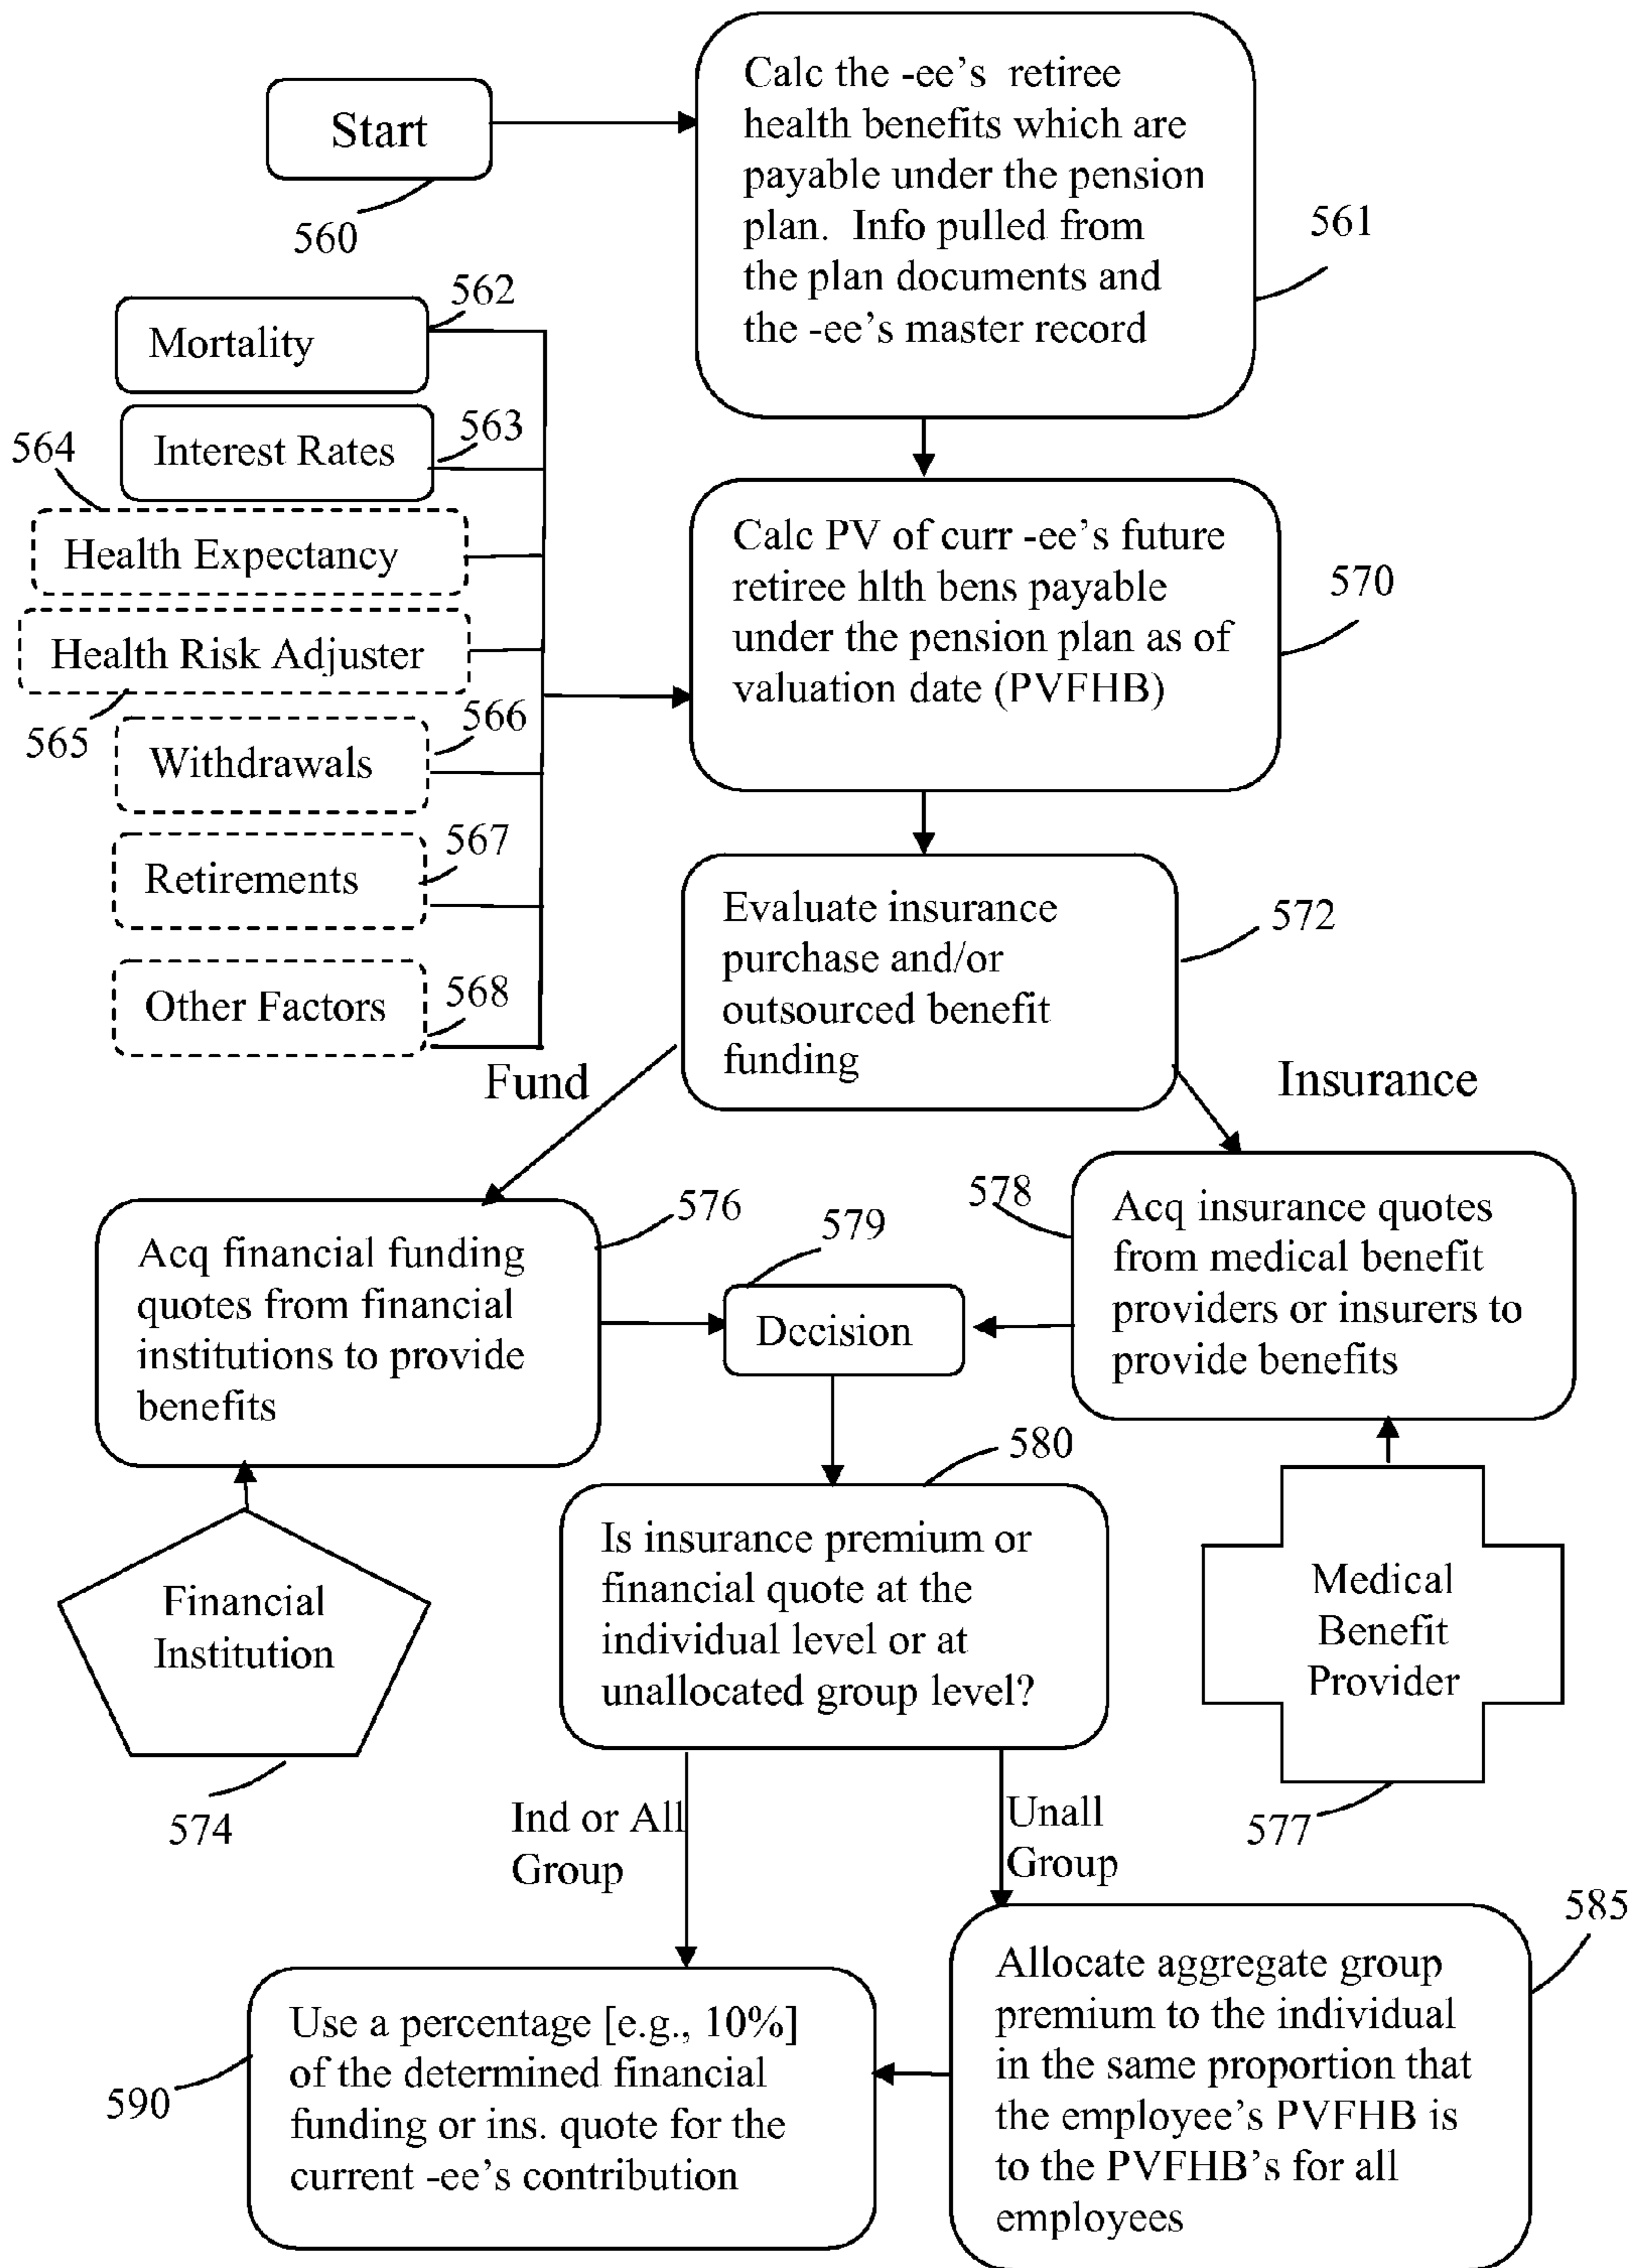 Start
560
Calc the -ee's retiree
health benefits which are
payable under the pension
plan. Info pulled from
the plan documents and
the -ee's master record
561
Mortality
562
Interest Rates
563
564
Health Expectancy
Health Risk Adjuster
565
Withdrawals
566
Retirements
567
Other Factors
568
Calc PV of curr -ee's future
retiree hlth bens payable
under the pension plan as of
valuation date (PVFHB)
570
Evaluate insurance
purchase and/or
outsourced benefit
funding
572
Fund
Insurance
Acq financial funding
quotes from financial
institutions to provide
benefits
576
579
Decision
578
Acq insurance quotes
from medical benefit
providers or insurers to
provide benefits
580
Is insurance premium or
financial quote at the
individual level or at
unallocated group level?
Financial
Institution
574
Medical
Benefit
Provider
577
Ind or All
Group
Unall
Group
585
Use a percentage [e.g., 10%]
of the determined financial
funding or ins. quote for the
current -ee's contribution
590
Allocate aggregate group
premium to the individual
in the same proportion that
the employee's PVFHB is
to the PVFHB's for all
employees